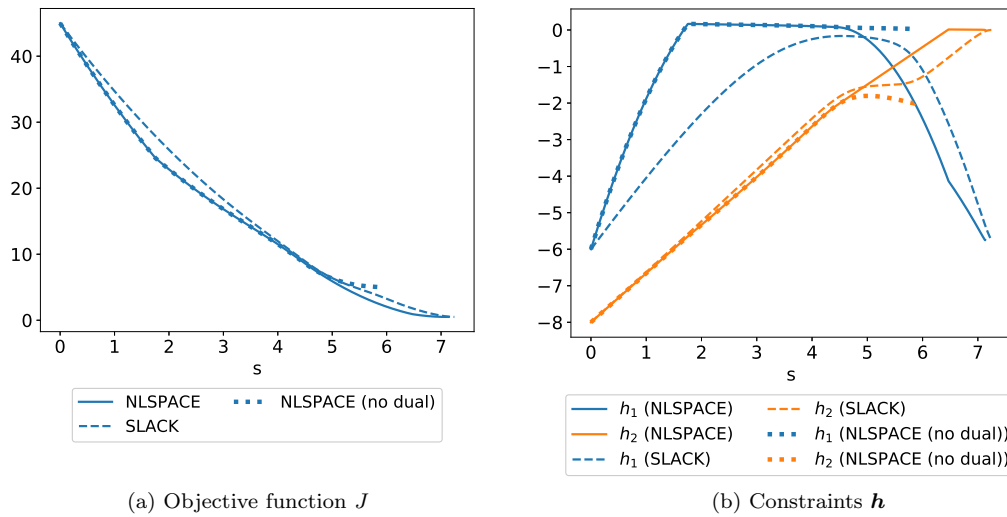 40
30
20
10
0
0 1 2 3 4 5 6 7
s
NLSPACE
SLACK
NLSPACE (no dual)
(a) Objective function J
0
−1
−2
−3
−4
−5
−6
−7
−8
0 1 2 3 4 5 6 7
s
h₁ (NLSPACE)
h₂ (NLSPACE)
h₁ (SLACK)
h₂ (SLACK)
h₁ (NLSPACE (no dual))
h₂ (NLSPACE (no dual))
(b) Constraints h